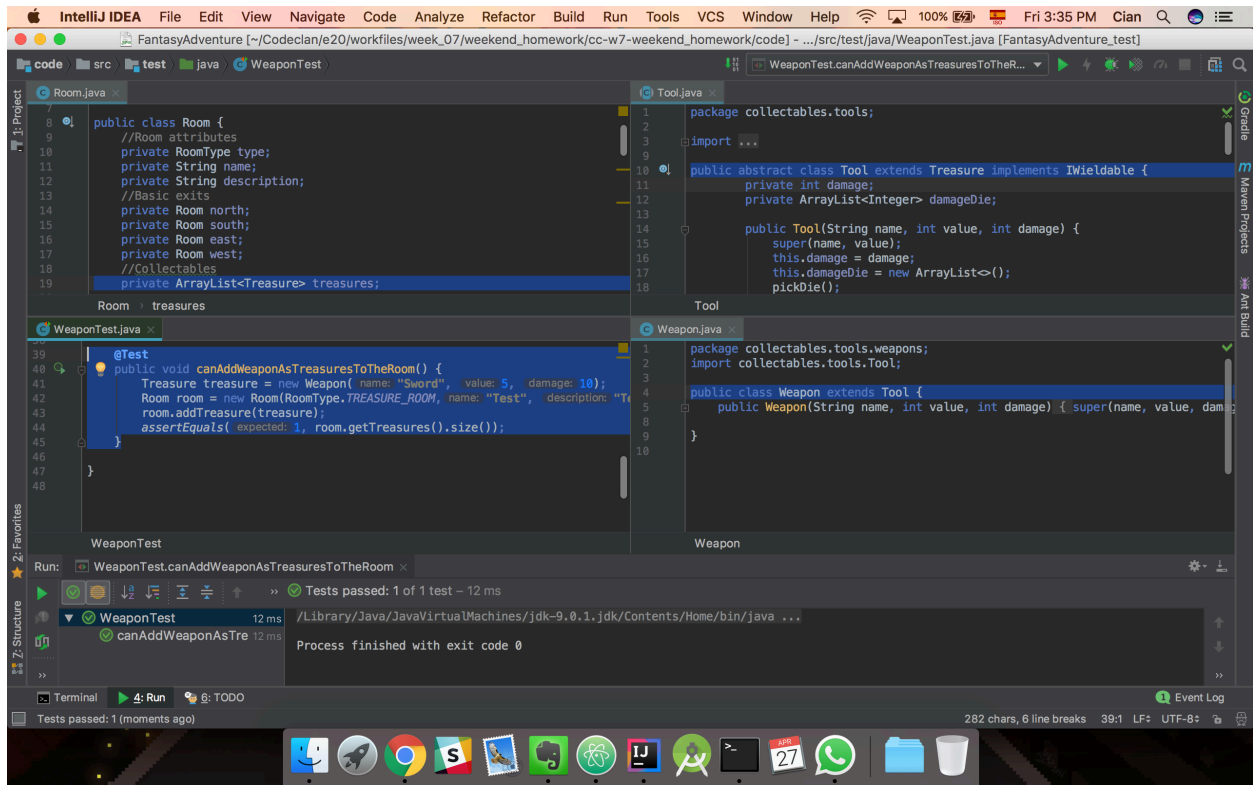 IntelliJ IDEA File Edit View Navigate Code Analyze Refactor Build Run Tools VCS Window Help 100% Fri 3:35 PM Cian
FantasyAdventure [~/Codeclan/e20/workfiles/week_07/weekend_homework/cc-w7-weekend_homework/code] - .../src/test/java/WeaponTest.java [FantasyAdventure_test]
code src test java WeaponTest WeaponTest.canAddWeaponAsTreasuresToTheR...
1: Project
Room.java
7
8 public class Room {
9 //Room attributes
10 private RoomType type;
11 private String name;
12 private String description;
13 //Basic exits
14 private Room north;
15 private Room south;
16 private Room east;
17 private Room west;
18 //Collectables
19 private ArrayList<Treasure> treasures;
Room treasures
Tool.java
1 package collectables.tools;
2
3 import ...
9
10 public abstract class Tool extends Treasure implements IWieldable {
11 private int damage;
12 private ArrayList<Integer> damageDie;
13
14 public Tool(String name, int value, int damage) {
15 super(name, value);
16 this.damage = damage;
17 this.damageDie = new ArrayList<>();
18 pickDie();
Tool
Gradle
Maven Projects
Ant Build
WeaponTest.java
39 @Test
40 public void canAddWeaponAsTreasuresToTheRoom() {
41 Treasure treasure = new Weapon( name: "Sword", value: 5, damage: 10);
42 Room room = new Room(RoomType.TREASURE_ROOM, name: "Test", description: "Te
43 room.addTreasure(treasure);
44 assertEquals( expected: 1, room.getTreasures().size());
45 }
46
47 }
48
WeaponTest
Weapon.java
1 package collectables.tools.weapons;
2 import collectables.tools.Tool;
3
4 public class Weapon extends Tool {
5 public Weapon(String name, int value, int damage) { super(name, value, damag
8
9 }
10
Weapon
2: Favorites
Z: Structure
Run: WeaponTest.canAddWeaponAsTreasuresToTheRoom
Tests passed: 1 of 1 test – 12 ms
WeaponTest 12 ms
canAddWeaponAsTre 12 ms
/Library/Java/JavaVirtualMachines/jdk-9.0.1.jdk/Contents/Home/bin/java ...
Process finished with exit code 0
Terminal 4: Run 6: TODO 1 Event Log
Tests passed: 1 (moments ago) 282 chars, 6 line breaks 39:1 LF UTF-8
S
IJ
APR
27